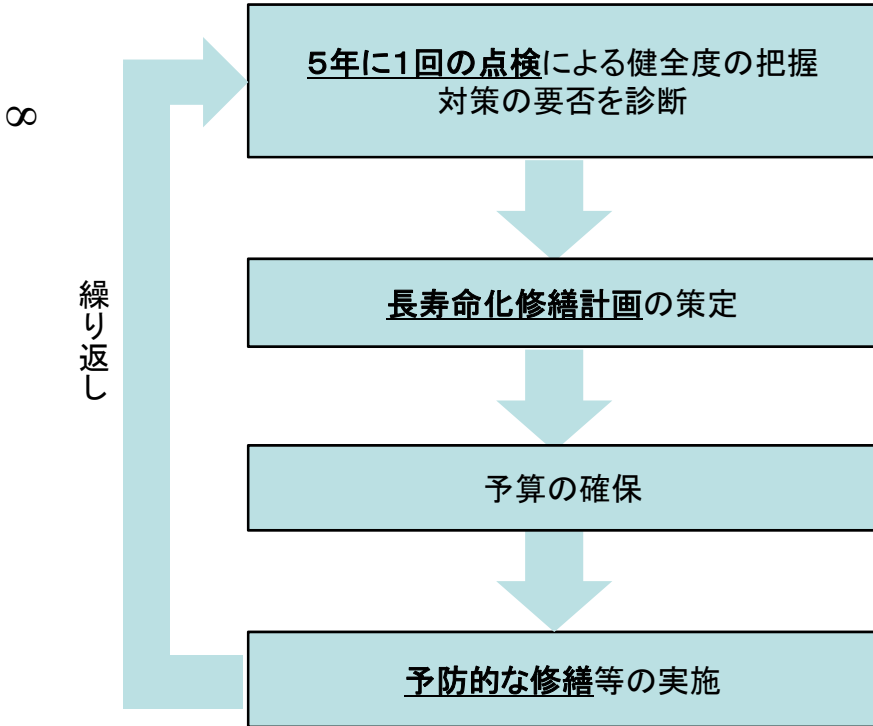 5年に1回の点検による健全度の把握
対策の要否を診断
∞
長寿命化修繕計画の策定
繰り返し
予算の確保
予防的な修繕等の実施